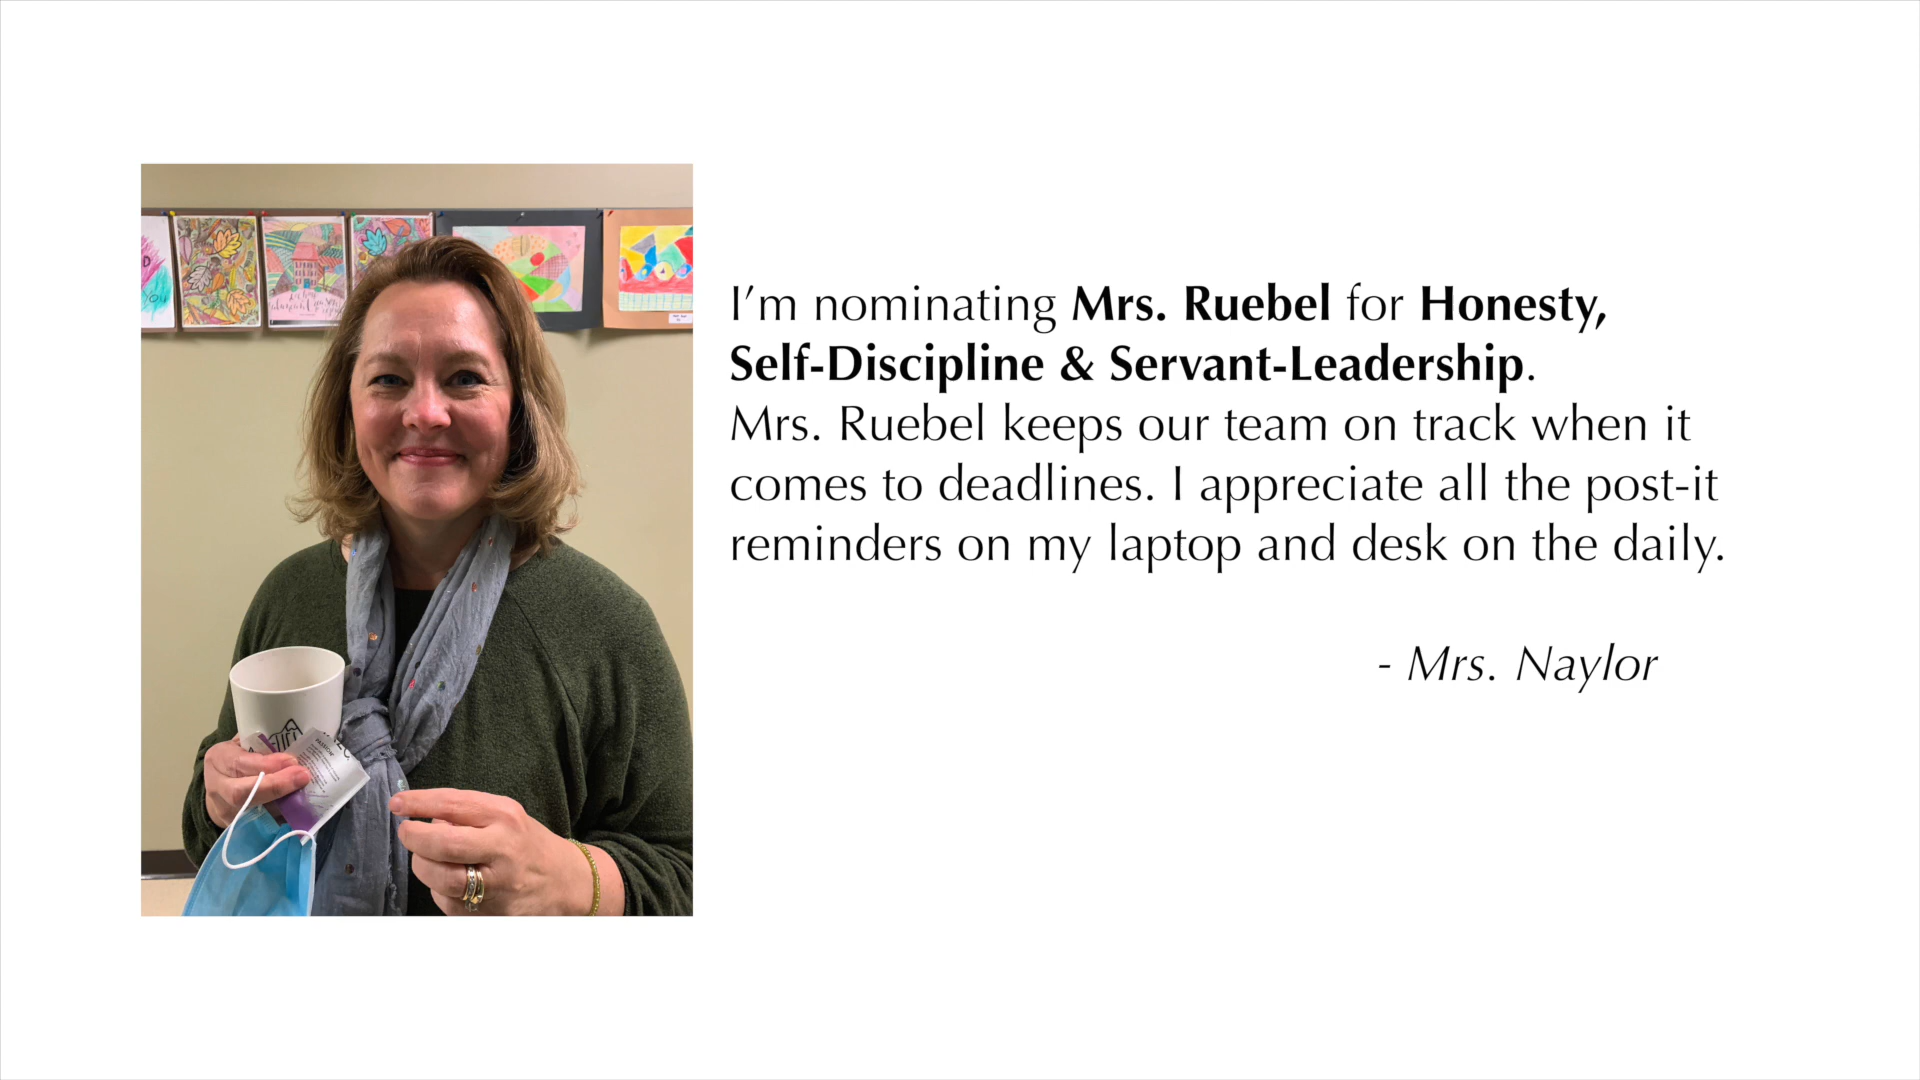 I’m nominating Mrs. Ruebel for Honesty,
Self-Discipline & Servant-Leadership.
Mrs. Ruebel keeps our team on track when it
comes to deadlines. I appreciate all the post-it
reminders on my laptop and desk on the daily.
- Mrs. Naylor
PASSION